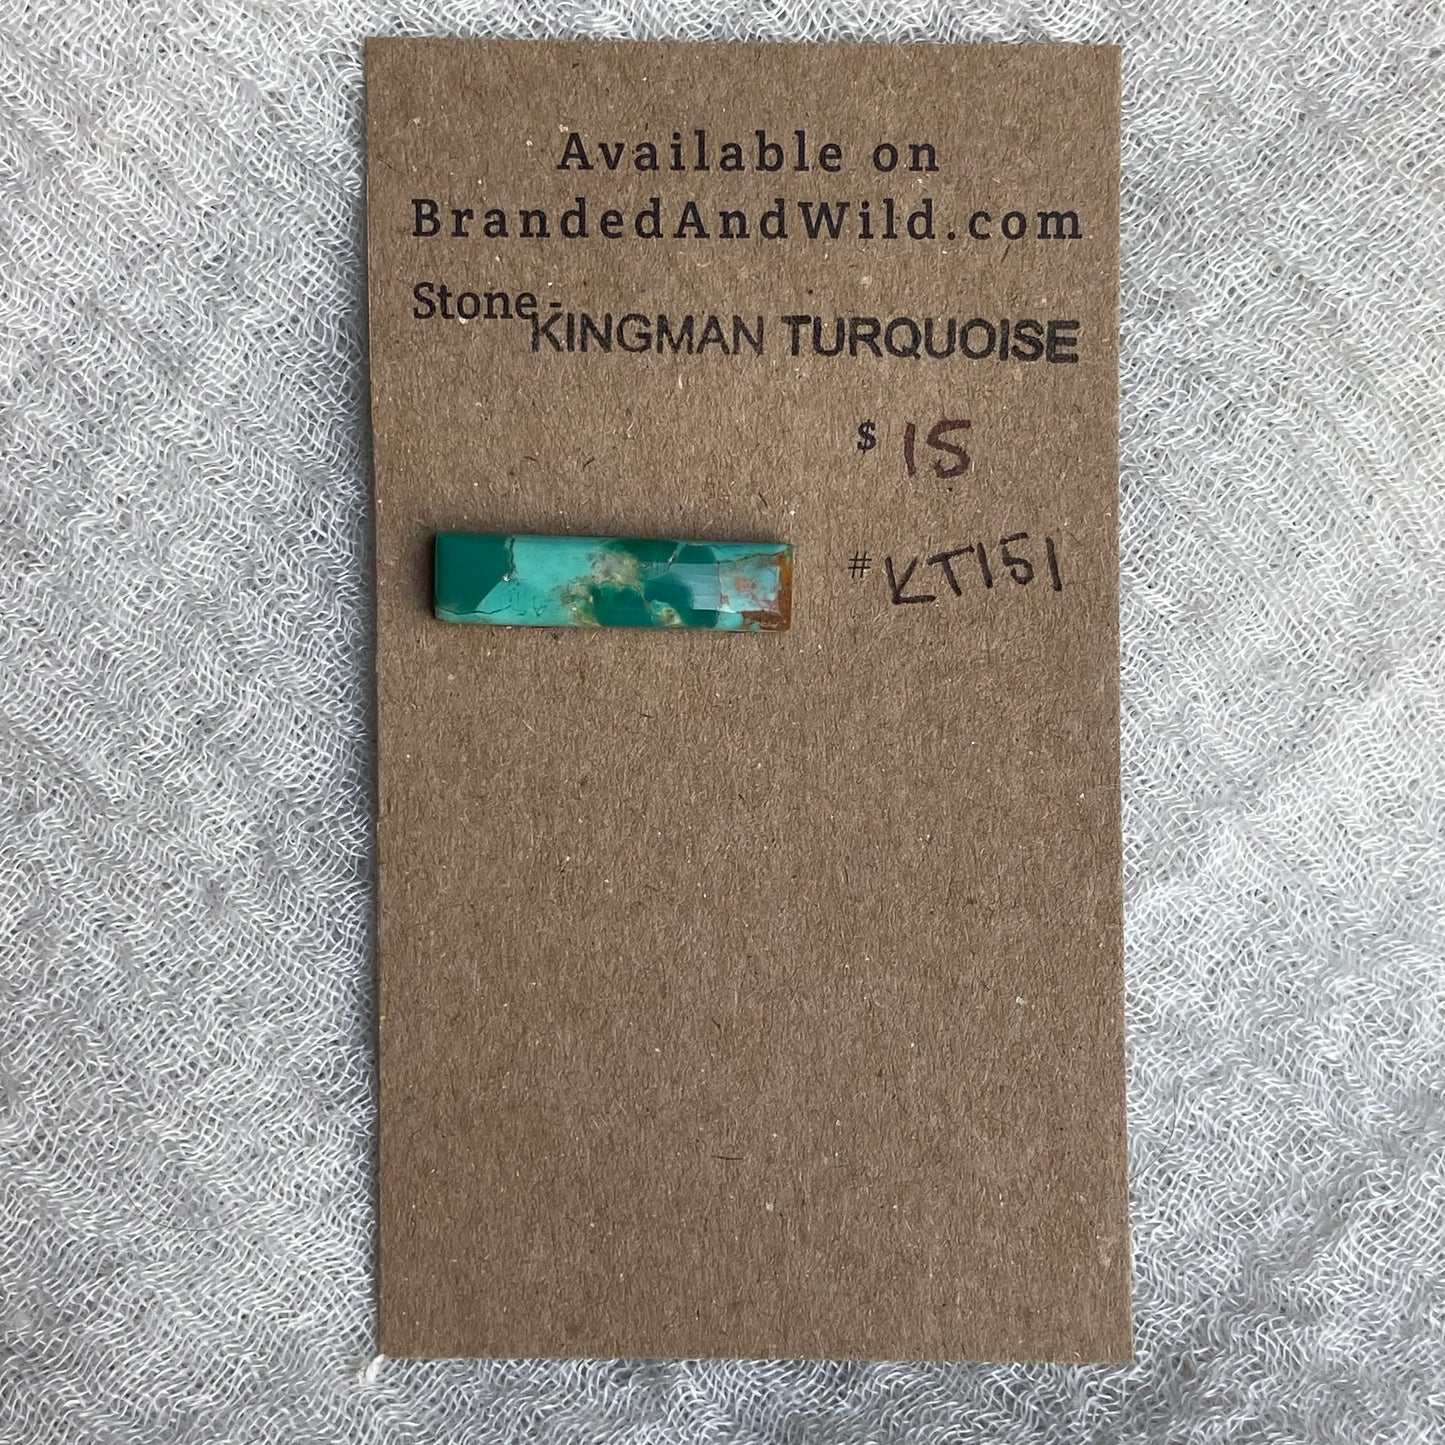 Available on
BrandedAndWild.com
Stone - KINGMAN TURQUOISE
$ 15
# KT151